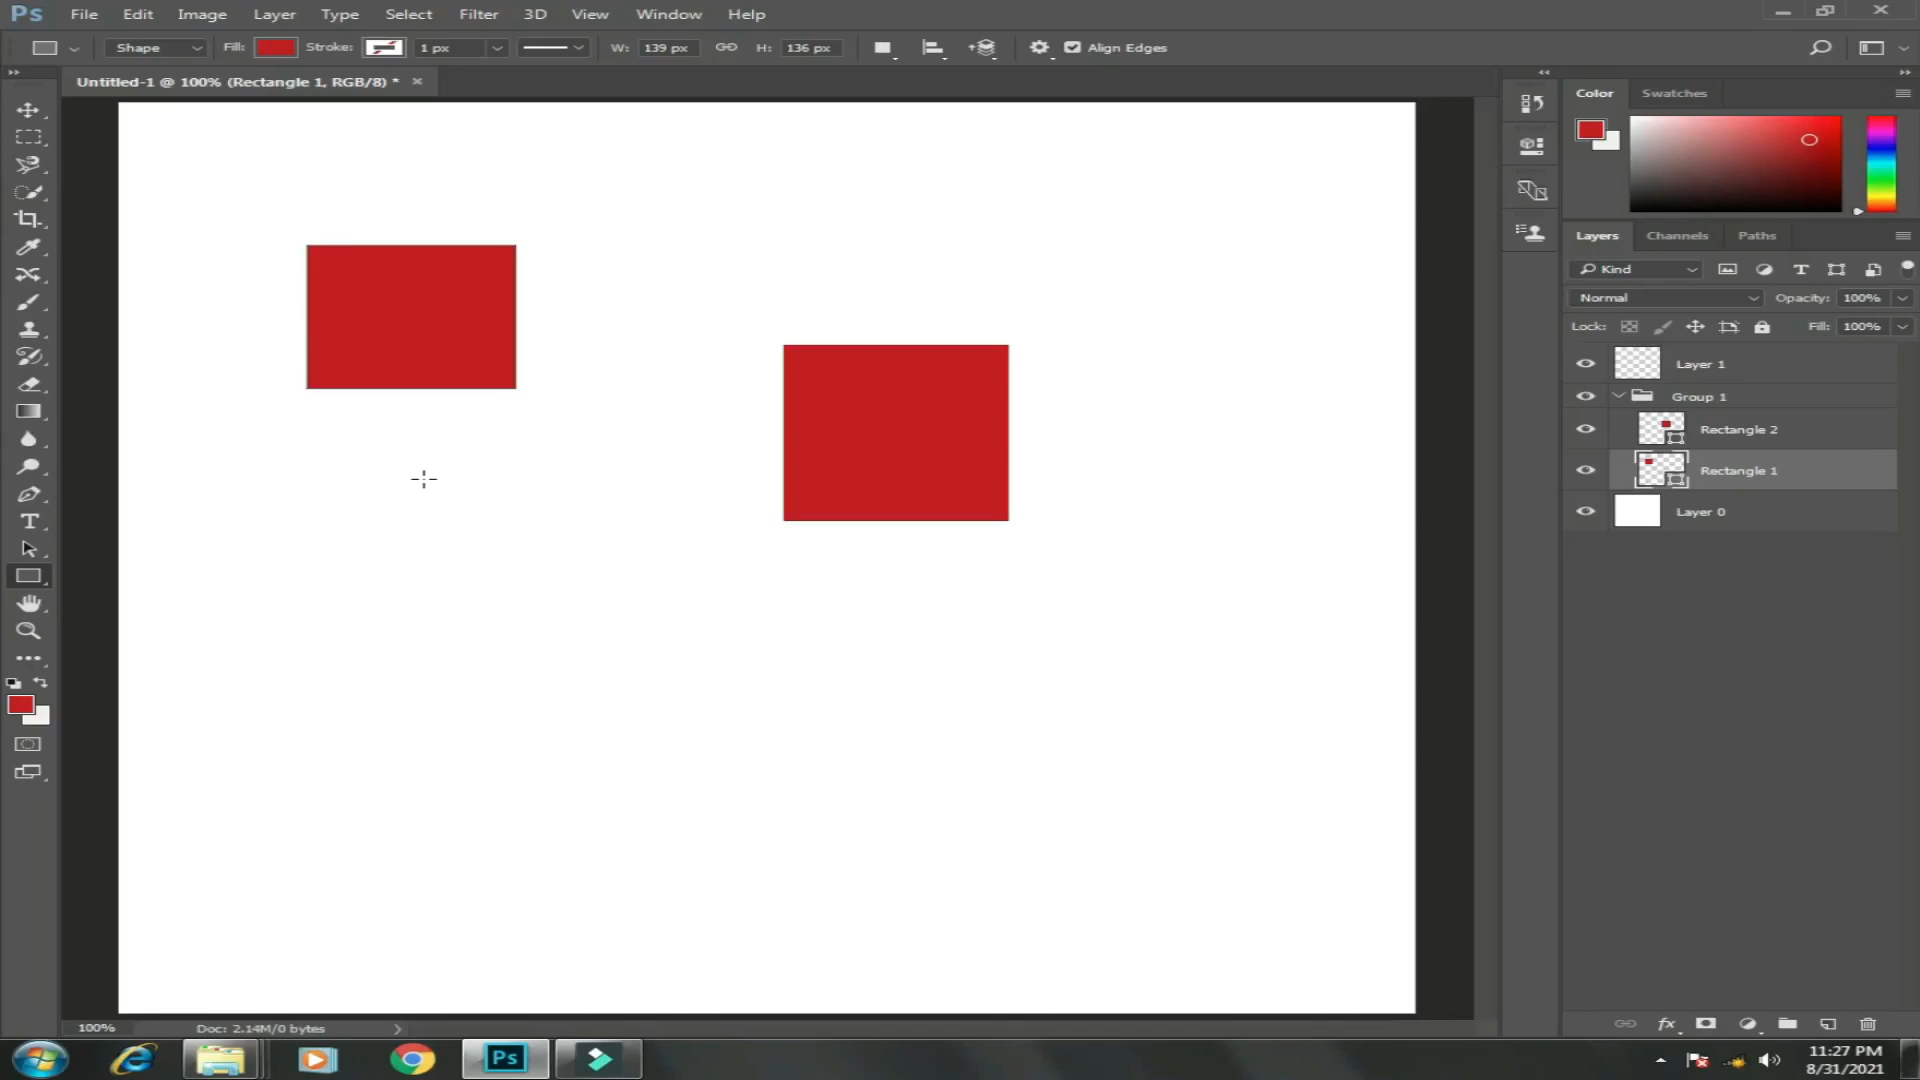 Ps File Edit Image Layer Type Select Filter 3D View Window Help
Shape Fill: Stroke: 1 px W: 139 px H: 136 px Align Edges
Untitled-1 @ 100% (Rectangle 1, RGB/8) * ×
Color Swatches
Layers Channels Paths
Kind
Normal Opacity: 100%
Lock: Fill: 100%
Layer 1
Group 1
Rectangle 2
Rectangle 1
Layer 0
100% Doc: 2.14M/0 bytes
fx
Ps
11:27 PM
8/31/2021